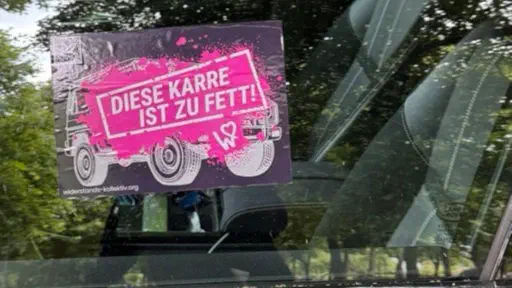 DIESE KARRE
IST ZU FETT!
W
widerstands-kollektiv.org